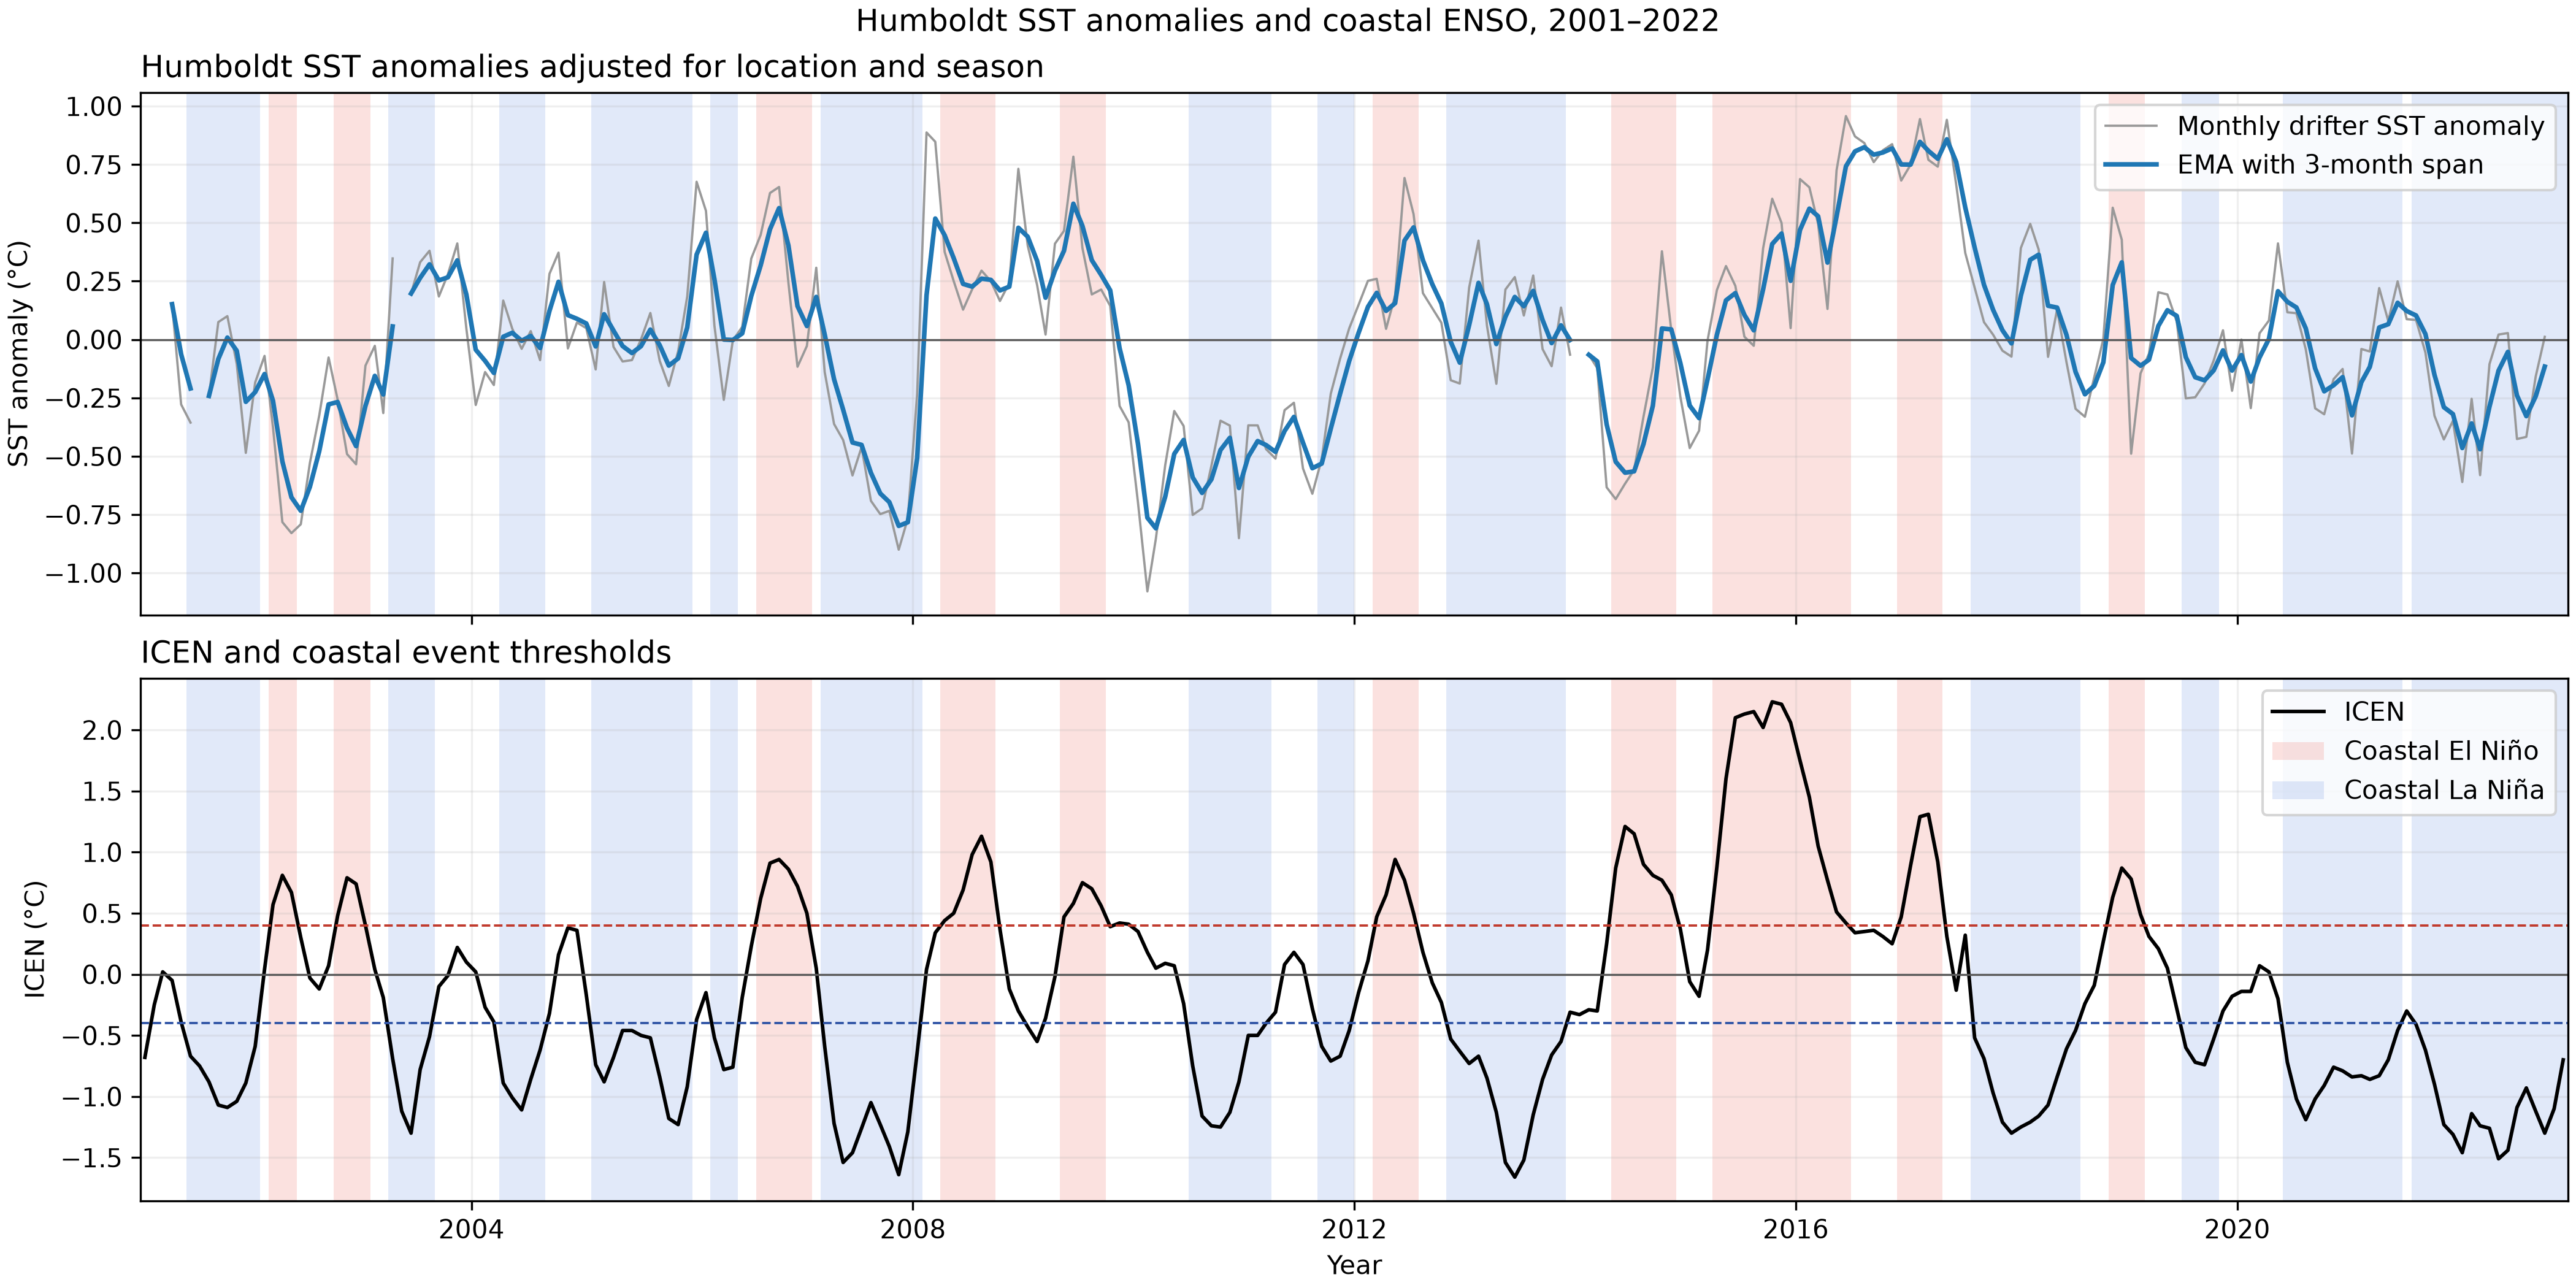 Humboldt SST anomalies and coastal ENSO, 2001–2022
Humboldt SST anomalies adjusted for location and season
SST anomaly (°C)
1.00
0.75
0.50
0.25
0.00
−0.25
−0.50
−0.75
−1.00
Monthly drifter SST anomaly
EMA with 3-month span
ICEN and coastal event thresholds
ICEN (°C)
2.0
1.5
1.0
0.5
0.0
−0.5
−1.0
−1.5
ICEN
Coastal El Niño
Coastal La Niña
2004
2008
2012
2016
2020
Year